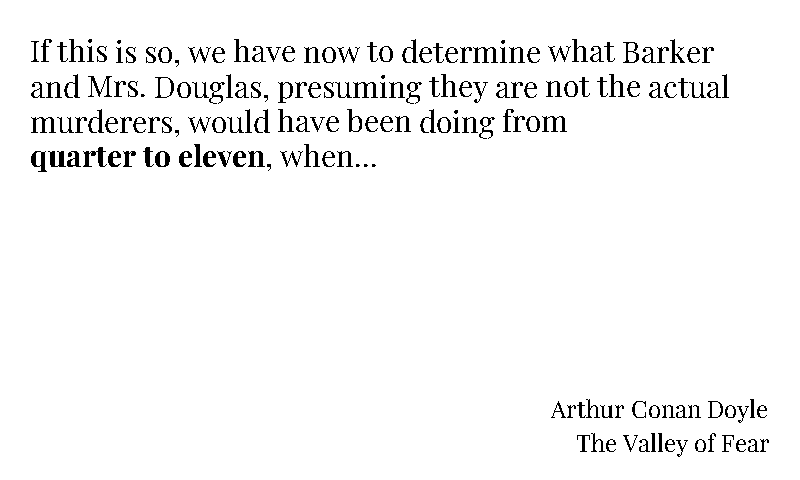 If this is so, we have now to determine what Barker
and Mrs. Douglas, presuming they are not the actual
murderers, would have been doing from
quarter to eleven, when...
Arthur Conan Doyle
The Valley of Fear